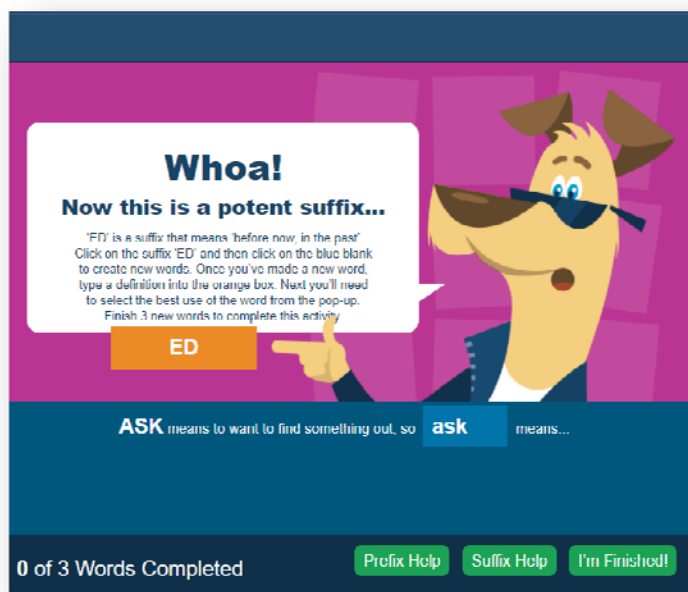 Whoa!
Now this is a potent suffix...
'ED' is a suffix that means 'before now, in the past'
Click on the suffix 'ED' and then click on the blue blank
to create new words. Once you've made a new word,
type a definition into the orange box. Next you'll need
to select the best use of the word from the pop-up.
Finish 3 new words to complete this activity
ED
ASK means to want to find something out, so ask means...
0 of 3 Words Completed Prefix Help Suffix Help I'm Finished!